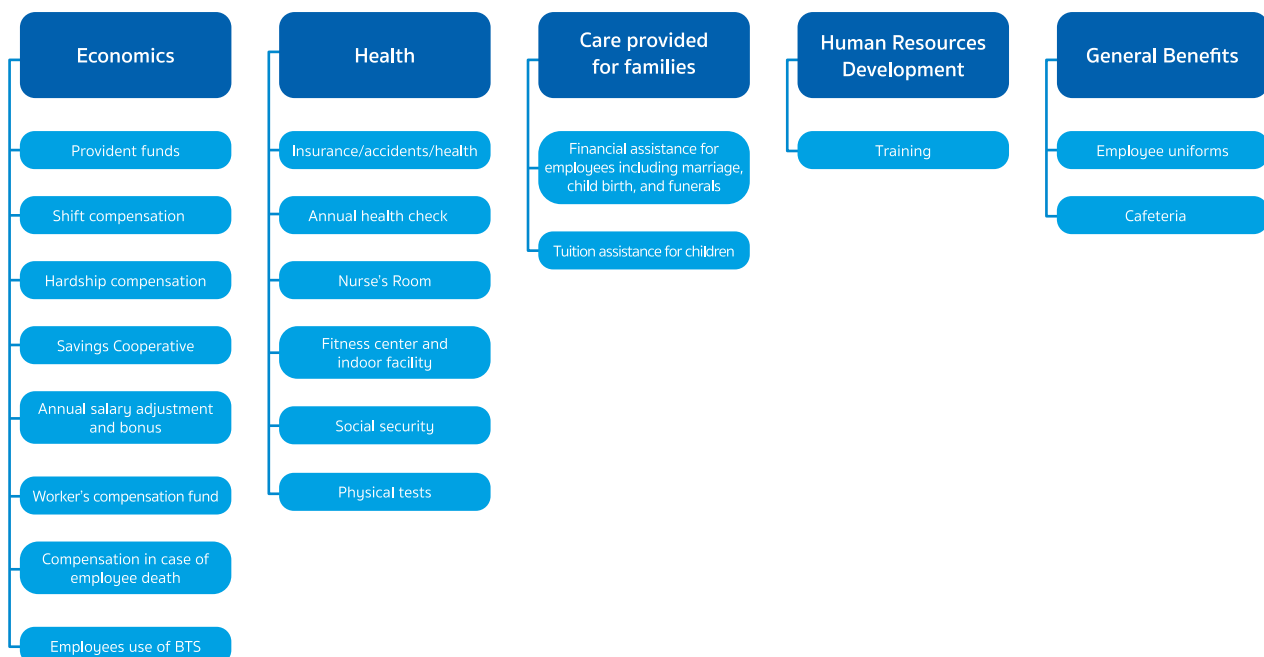 Economics
Provident funds
Shift compensation
Hardship compensation
Savings Cooperative
Annual salary adjustment
and bonus
Worker's compensation fund
Compensation in case of
employee death
Employees use of BTS
Health
Insurance/accidents/health
Annual health check
Nurse's Room
Fitness center and
indoor facility
Social security
Physical tests
Care provided
for families
Financial assistance for
employees including marriage,
child birth, and funerals
Tuition assistance for children
Human Resources
Development
Training
General Benefits
Employee uniforms
Cafeteria